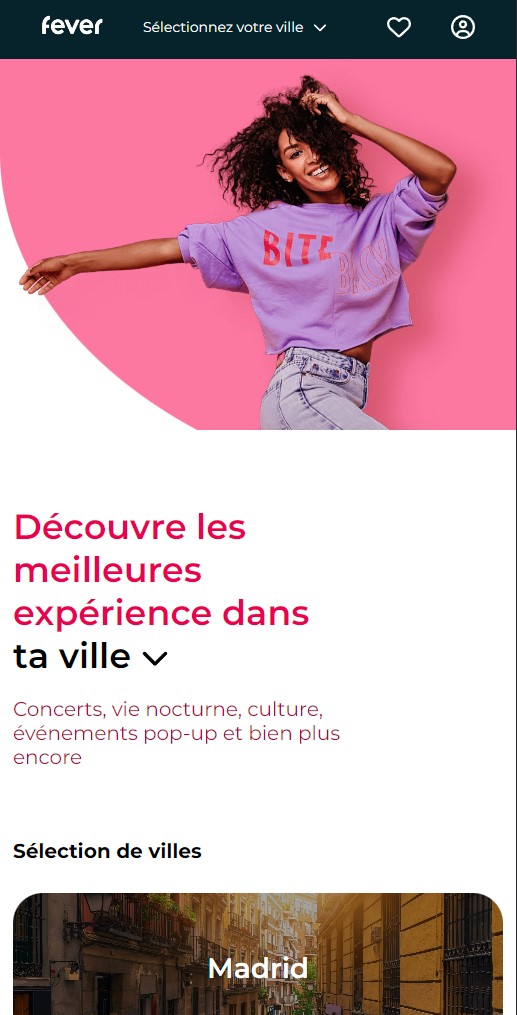 fever
Sélectionnez votre ville
BITE
BACK
Découvre les
meilleures
expérience dans
ta ville
Concerts, vie nocturne, culture,
événements pop-up et bien plus
encore
Sélection de villes
Madrid